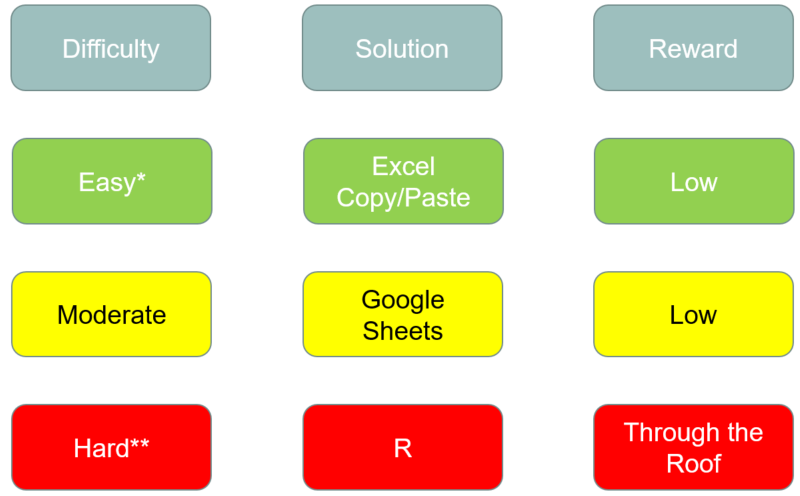 Difficulty
Solution
Reward
Easy*
Excel
Copy/Paste
Low
Moderate
Google
Sheets
Low
Hard**
R
Through the
Roof